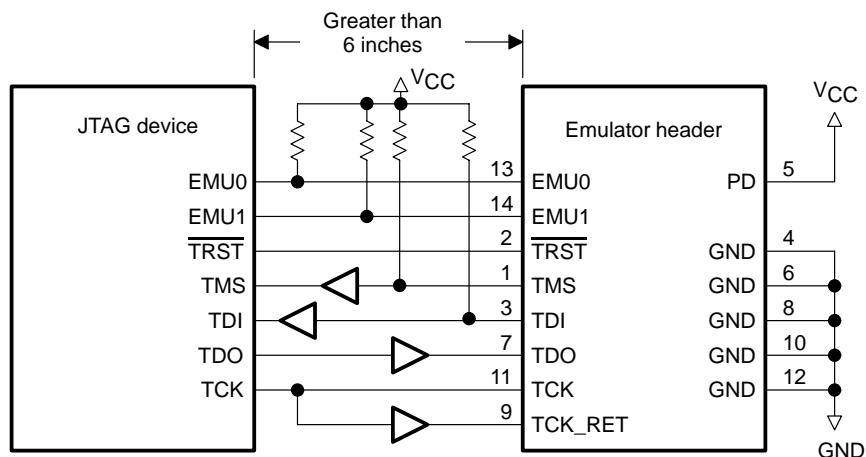 Greater than
6 inches
VCC
JTAG device
Emulator header
VCC
EMU0 13 EMU0 PD 5
EMU1 14 EMU1
TRST 2 TRST GND 4
TMS 1 TMS GND 6
TDI 3 TDI GND 8
TDO 7 TDO GND 10
TCK 11 TCK GND 12
9 TCK_RET
GND